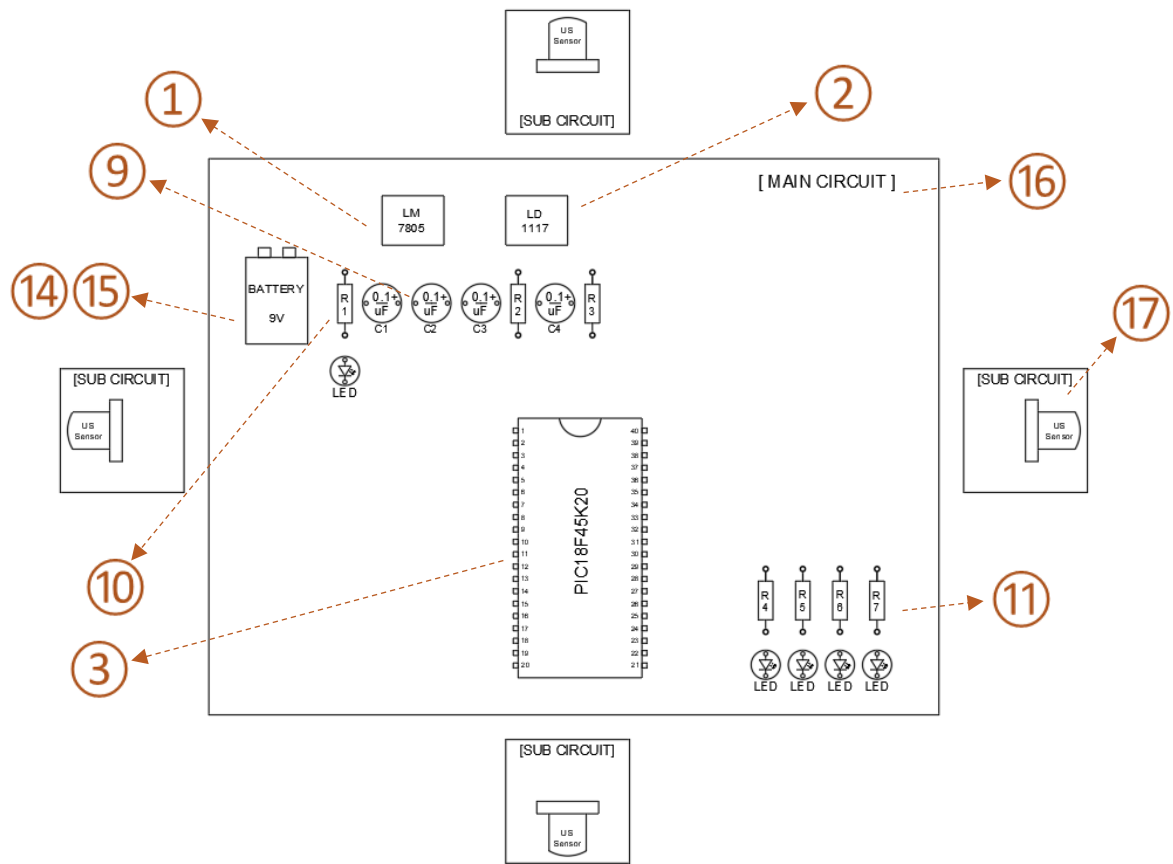 US
Sensor
[SUB CIRCUIT]
①
②
⑨
[ MAIN CIRCUIT ]
⑯
LM
7805
LD
1117
⑭ ⑮
BATTERY
9V
R
1
0.1+
uF
C1
0.1+
uF
C2
0.1+
uF
C3
R
2
0.1+
uF
C4
R
3
LED
⑰
[SUB CIRCUIT]
US
Sensor
[SUB CIRCUIT]
US
Sensor
PIC18F45K20
1 40
2 39
3 38
4 37
5 36
6 35
7 34
8 33
9 32
10 31
11 30
12 29
13 28
14 27
15 26
16 25
17 24
18 23
19 22
20 21
⑩
③
R
4
R
5
R
6
R
7
⑪
LED LED LED LED
[SUB CIRCUIT]
US
Sensor